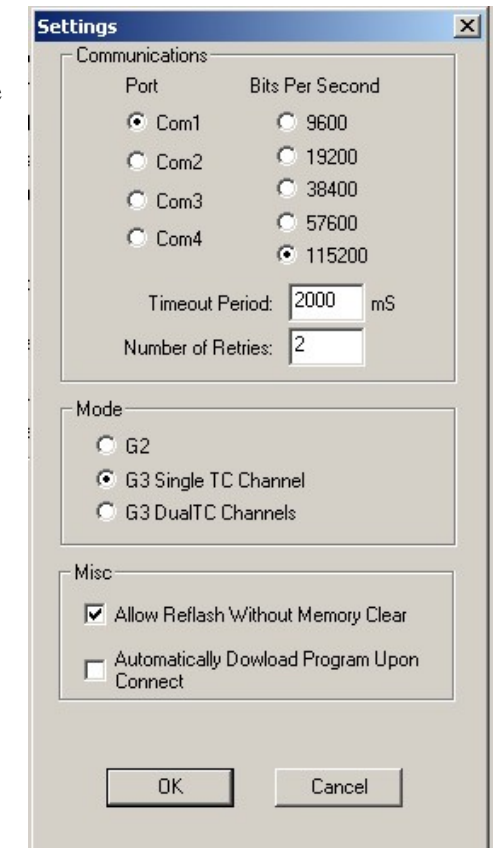 Settings
Communications
Port Bits Per Second
Com1 9600
Com2 19200
Com3 38400
Com4 57600
115200
Timeout Period: 2000 mS
Number of Retries: 2
Mode
G2
G3 Single TC Channel
G3 DualTC Channels
Misc
Allow Reflash Without Memory Clear
Automatically Dowload Program Upon
Connect
OK Cancel